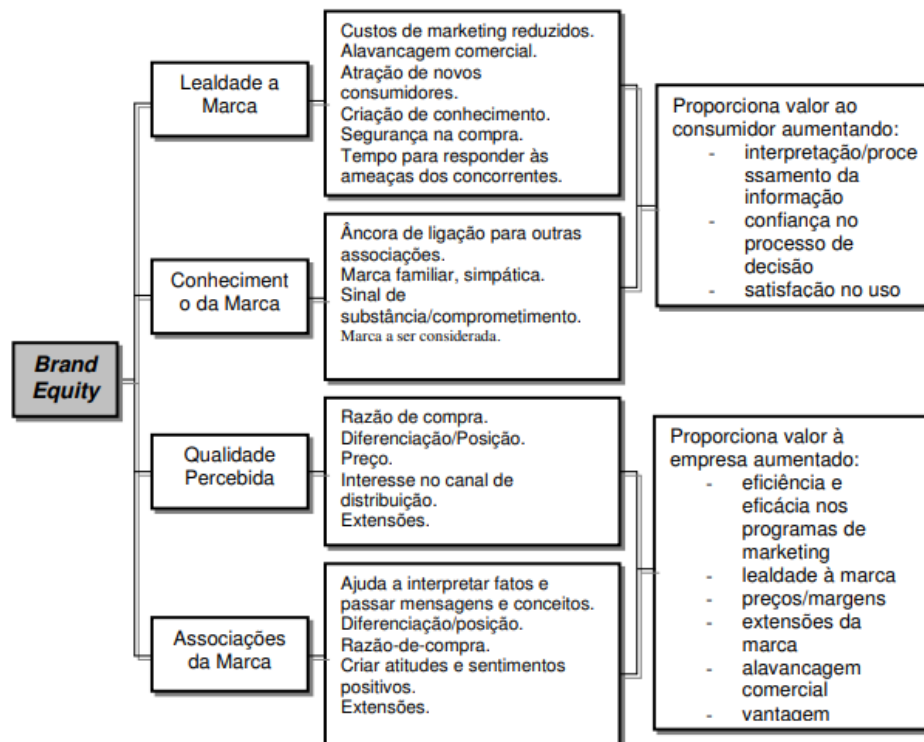 Brand
Equity
Lealdade a
Marca
Custos de marketing reduzidos.
Alavancagem comercial.
Atração de novos
consumidores.
Criação de conhecimento.
Segurança na compra.
Tempo para responder às
ameaças dos concorrentes.
Conheciment
o da Marca
Âncora de ligação para outras
associações.
Marca familiar, simpática.
Sinal de
substância/comprometimento.
Marca a ser considerada.
Qualidade
Percebida
Razão de compra.
Diferenciação/Posição.
Preço.
Interesse no canal de
distribuição.
Extensões.
Associações
da Marca
Ajuda a interpretar fatos e
passar mensagens e conceitos.
Diferenciação/posição.
Razão-de-compra.
Criar atitudes e sentimentos
positivos.
Extensões.
Proporciona valor ao
consumidor aumentando:
- interpretação/proce
ssamento da
informação
- confiança no
processo de
decisão
- satisfação no uso
Proporciona valor à
empresa aumentado:
- eficiência e
eficácia nos
programas de
marketing
- lealdade à marca
- preços/margens
- extensões da
marca
- alavancagem
comercial
- vantagem